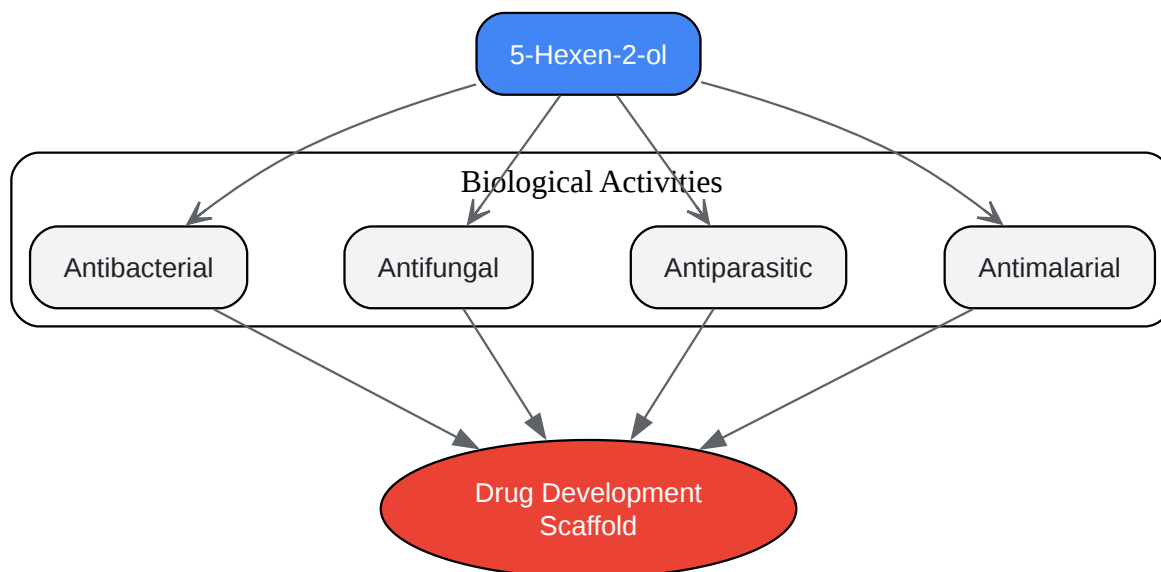 5-Hexen-2-ol
Biological Activities
Antibacterial
Antifungal
Antiparasitic
Antimalarial
Drug Development
Scaffold